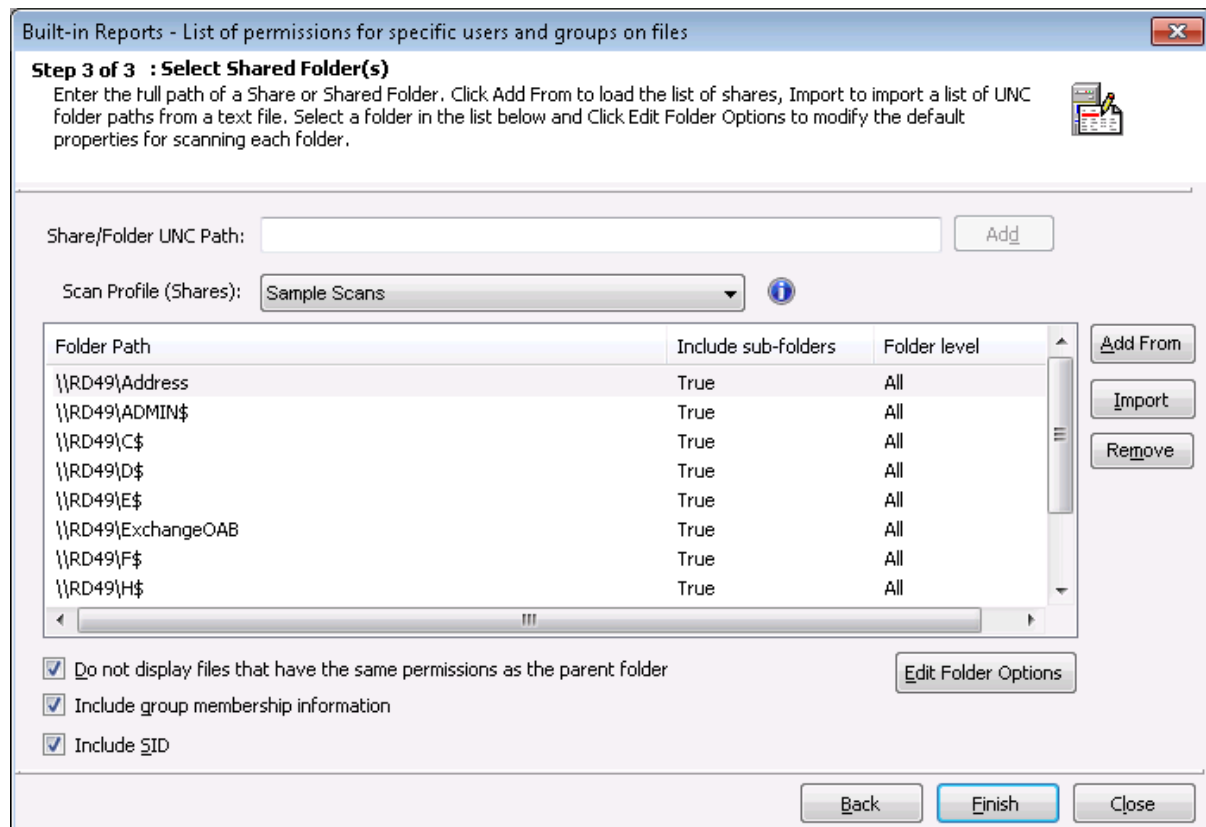 Built-in Reports - List of permissions for specific users and groups on files
Step 3 of 3 : Select Shared Folder(s)
Enter the full path of a Share or Shared Folder. Click Add From to load the list of shares, Import to import a list of UNC
folder paths from a text file. Select a folder in the list below and Click Edit Folder Options to modify the default
properties for scanning each folder.
Share/Folder UNC Path: Add
Scan Profile (Shares): Sample Scans
Folder Path Include sub-folders Folder level Add From
\\RD49\Address True All
\\RD49\ADMIN$ True All Import
\\RD49\C$ True All
\\RD49\D$ True All Remove
\\RD49\E$ True All
\\RD49\ExchangeOAB True All
\\RD49\F$ True All
\\RD49\H$ True All
Do not display files that have the same permissions as the parent folder Edit Folder Options
Include group membership information
Include SID
Back Finish Close